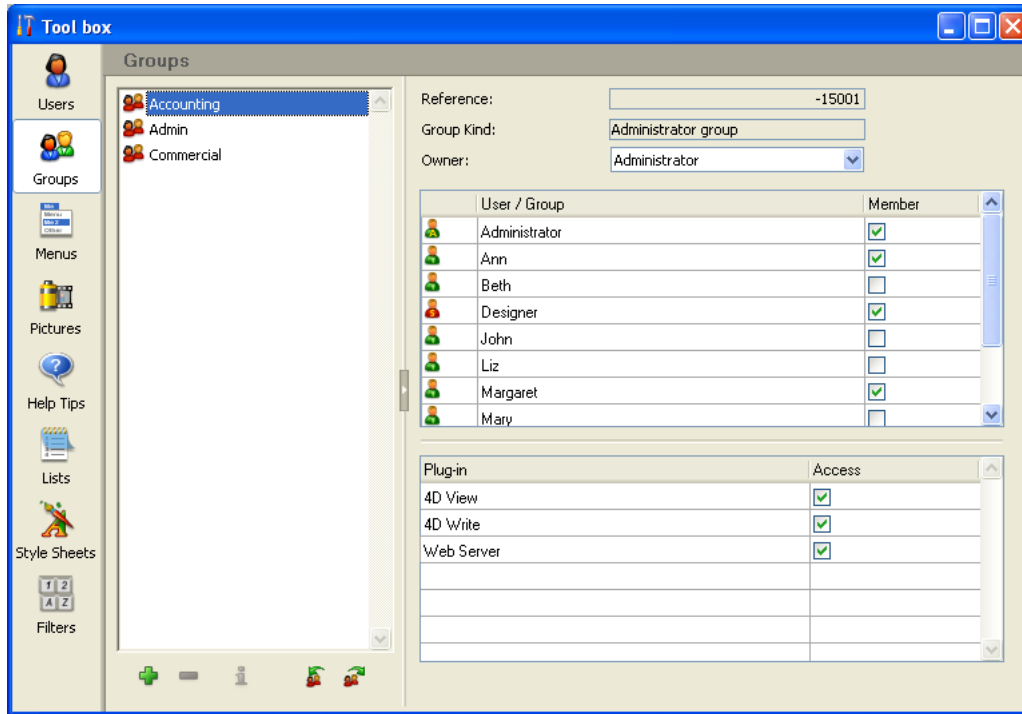 Tool box
Groups
Users
Groups
Menus
Pictures
Help Tips
Lists
Style Sheets
1 2
A Z
Filters
Accounting
Admin
Commercial
Reference: -15001
Group Kind: Administrator group
Owner: Administrator
User / Group Member
Administrator
Ann
Beth
Designer
John
Liz
Margaret
Mary
Plug-in Access
4D View
4D Write
Web Server